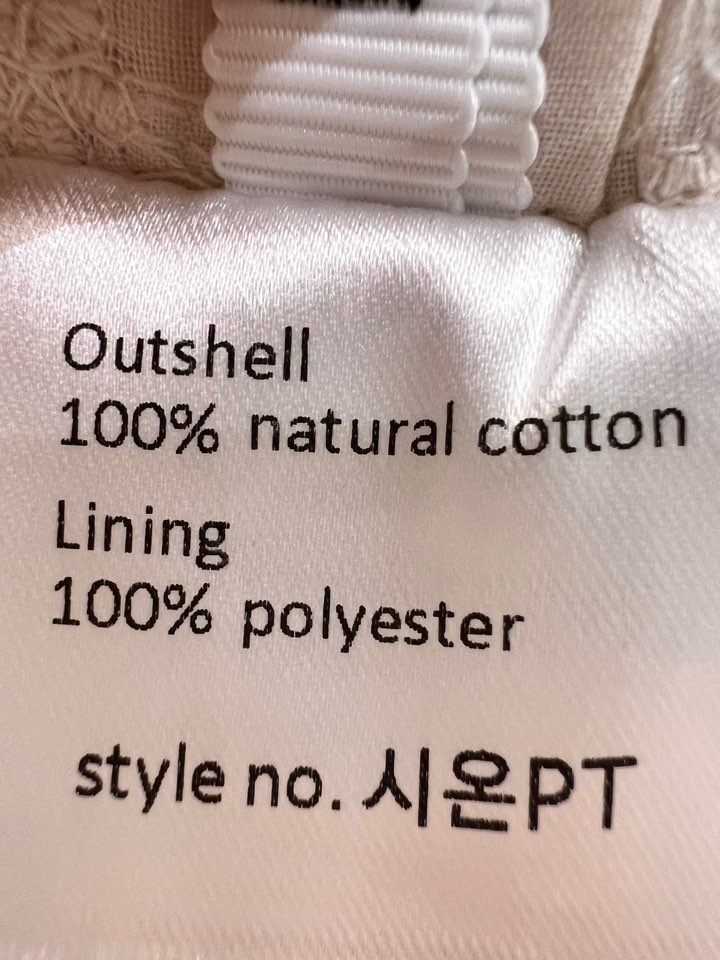 Outshell
100% natural cotton
Lining
100% polyester
style no. 시온PT